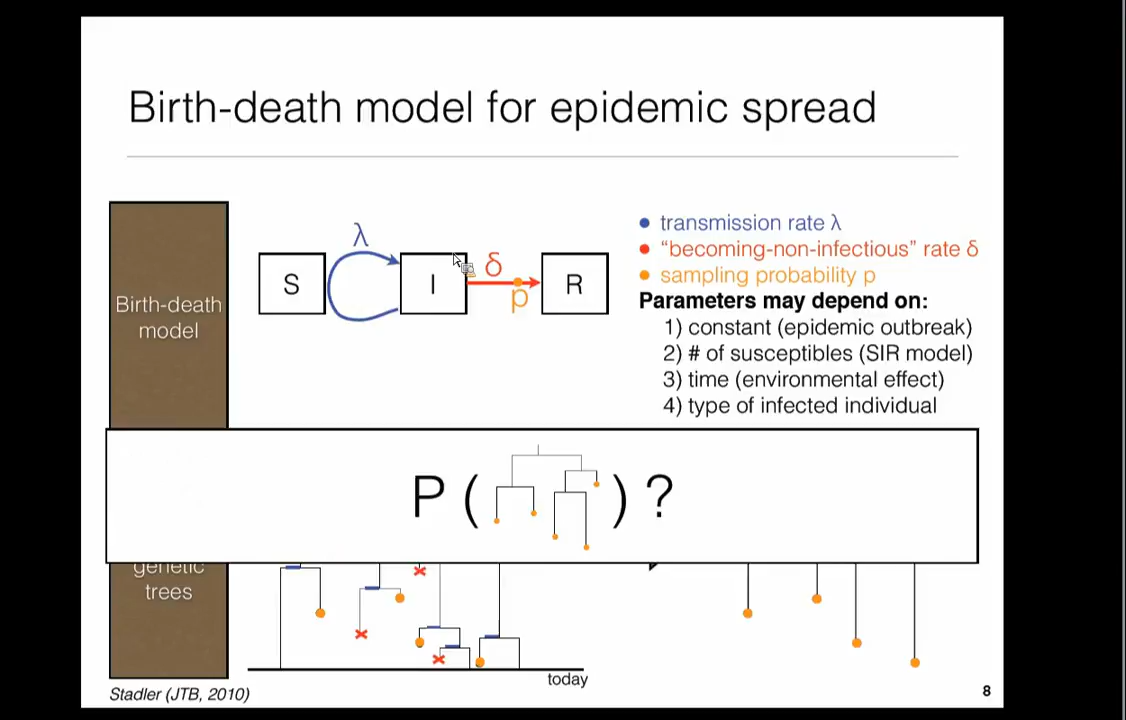 Birth-death model for epidemic spread
Birth-death
model
λ
S
I
δ
p
R
transmission rate λ
“becoming-non-infectious” rate δ
sampling probability p
Parameters may depend on:
1) constant (epidemic outbreak)
2) # of susceptibles (SIR model)
3) time (environmental effect)
4) type of infected individual
P ( ) ?
genetic
trees
today
Stadler (JTB, 2010)
8